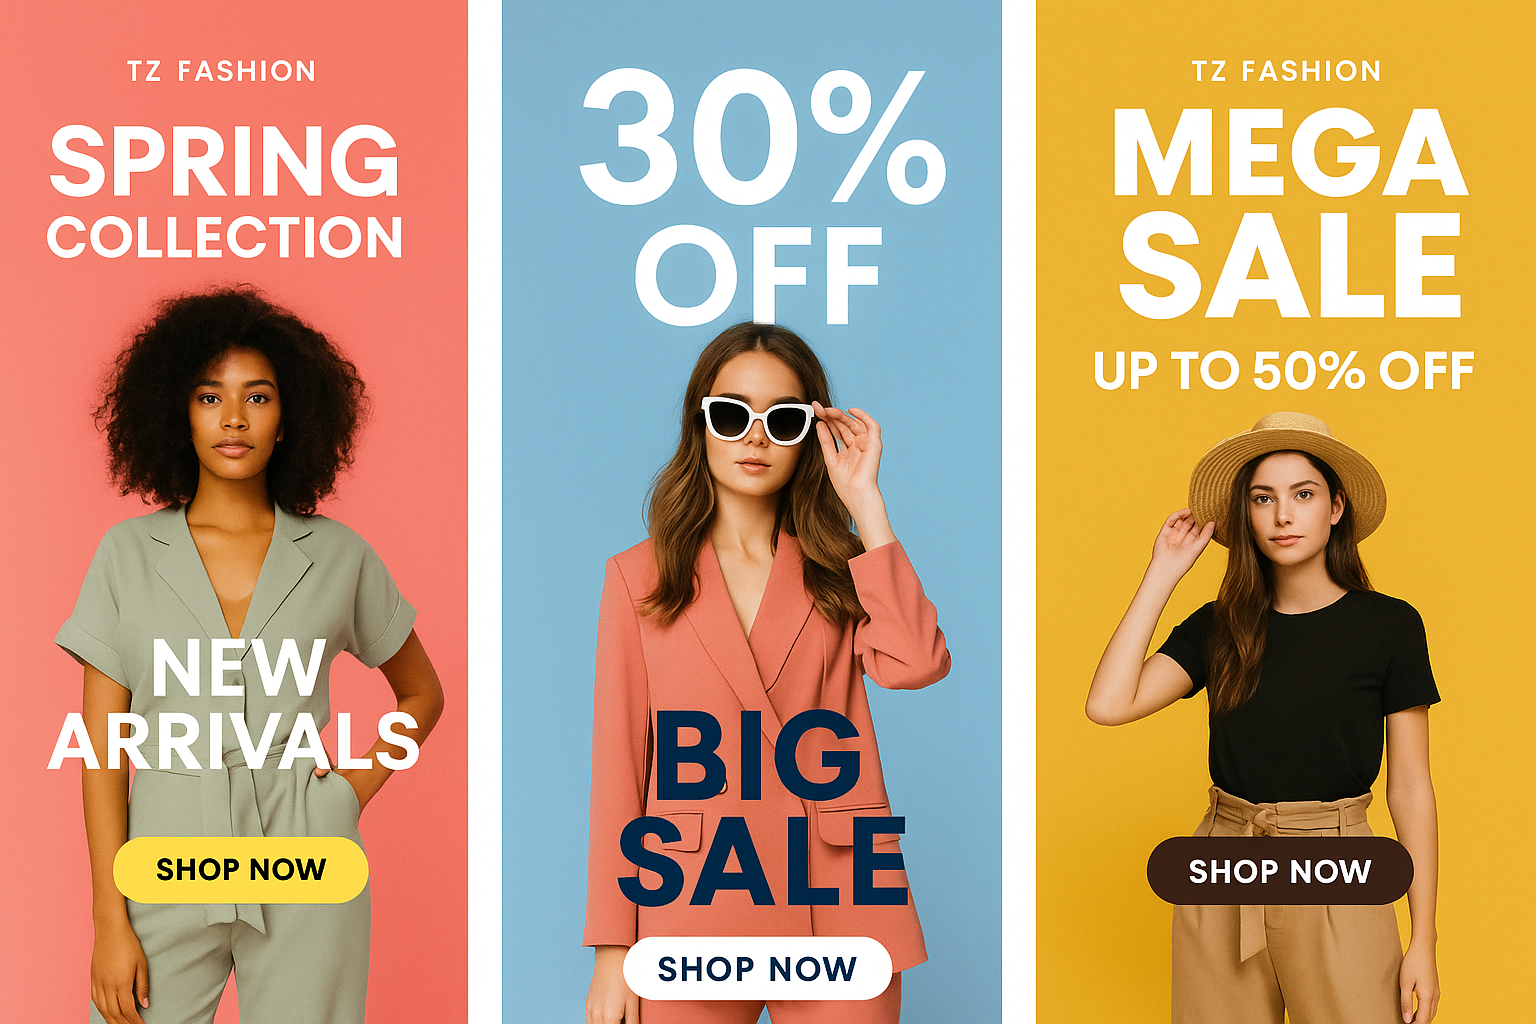 TZ FASHION
SPRING
COLLECTION
NEW
ARRIVALS
SHOP NOW
30%
OFF
BIG
SALE
SHOP NOW
TZ FASHION
MEGA
SALE
UP TO 50% OFF
SHOP NOW